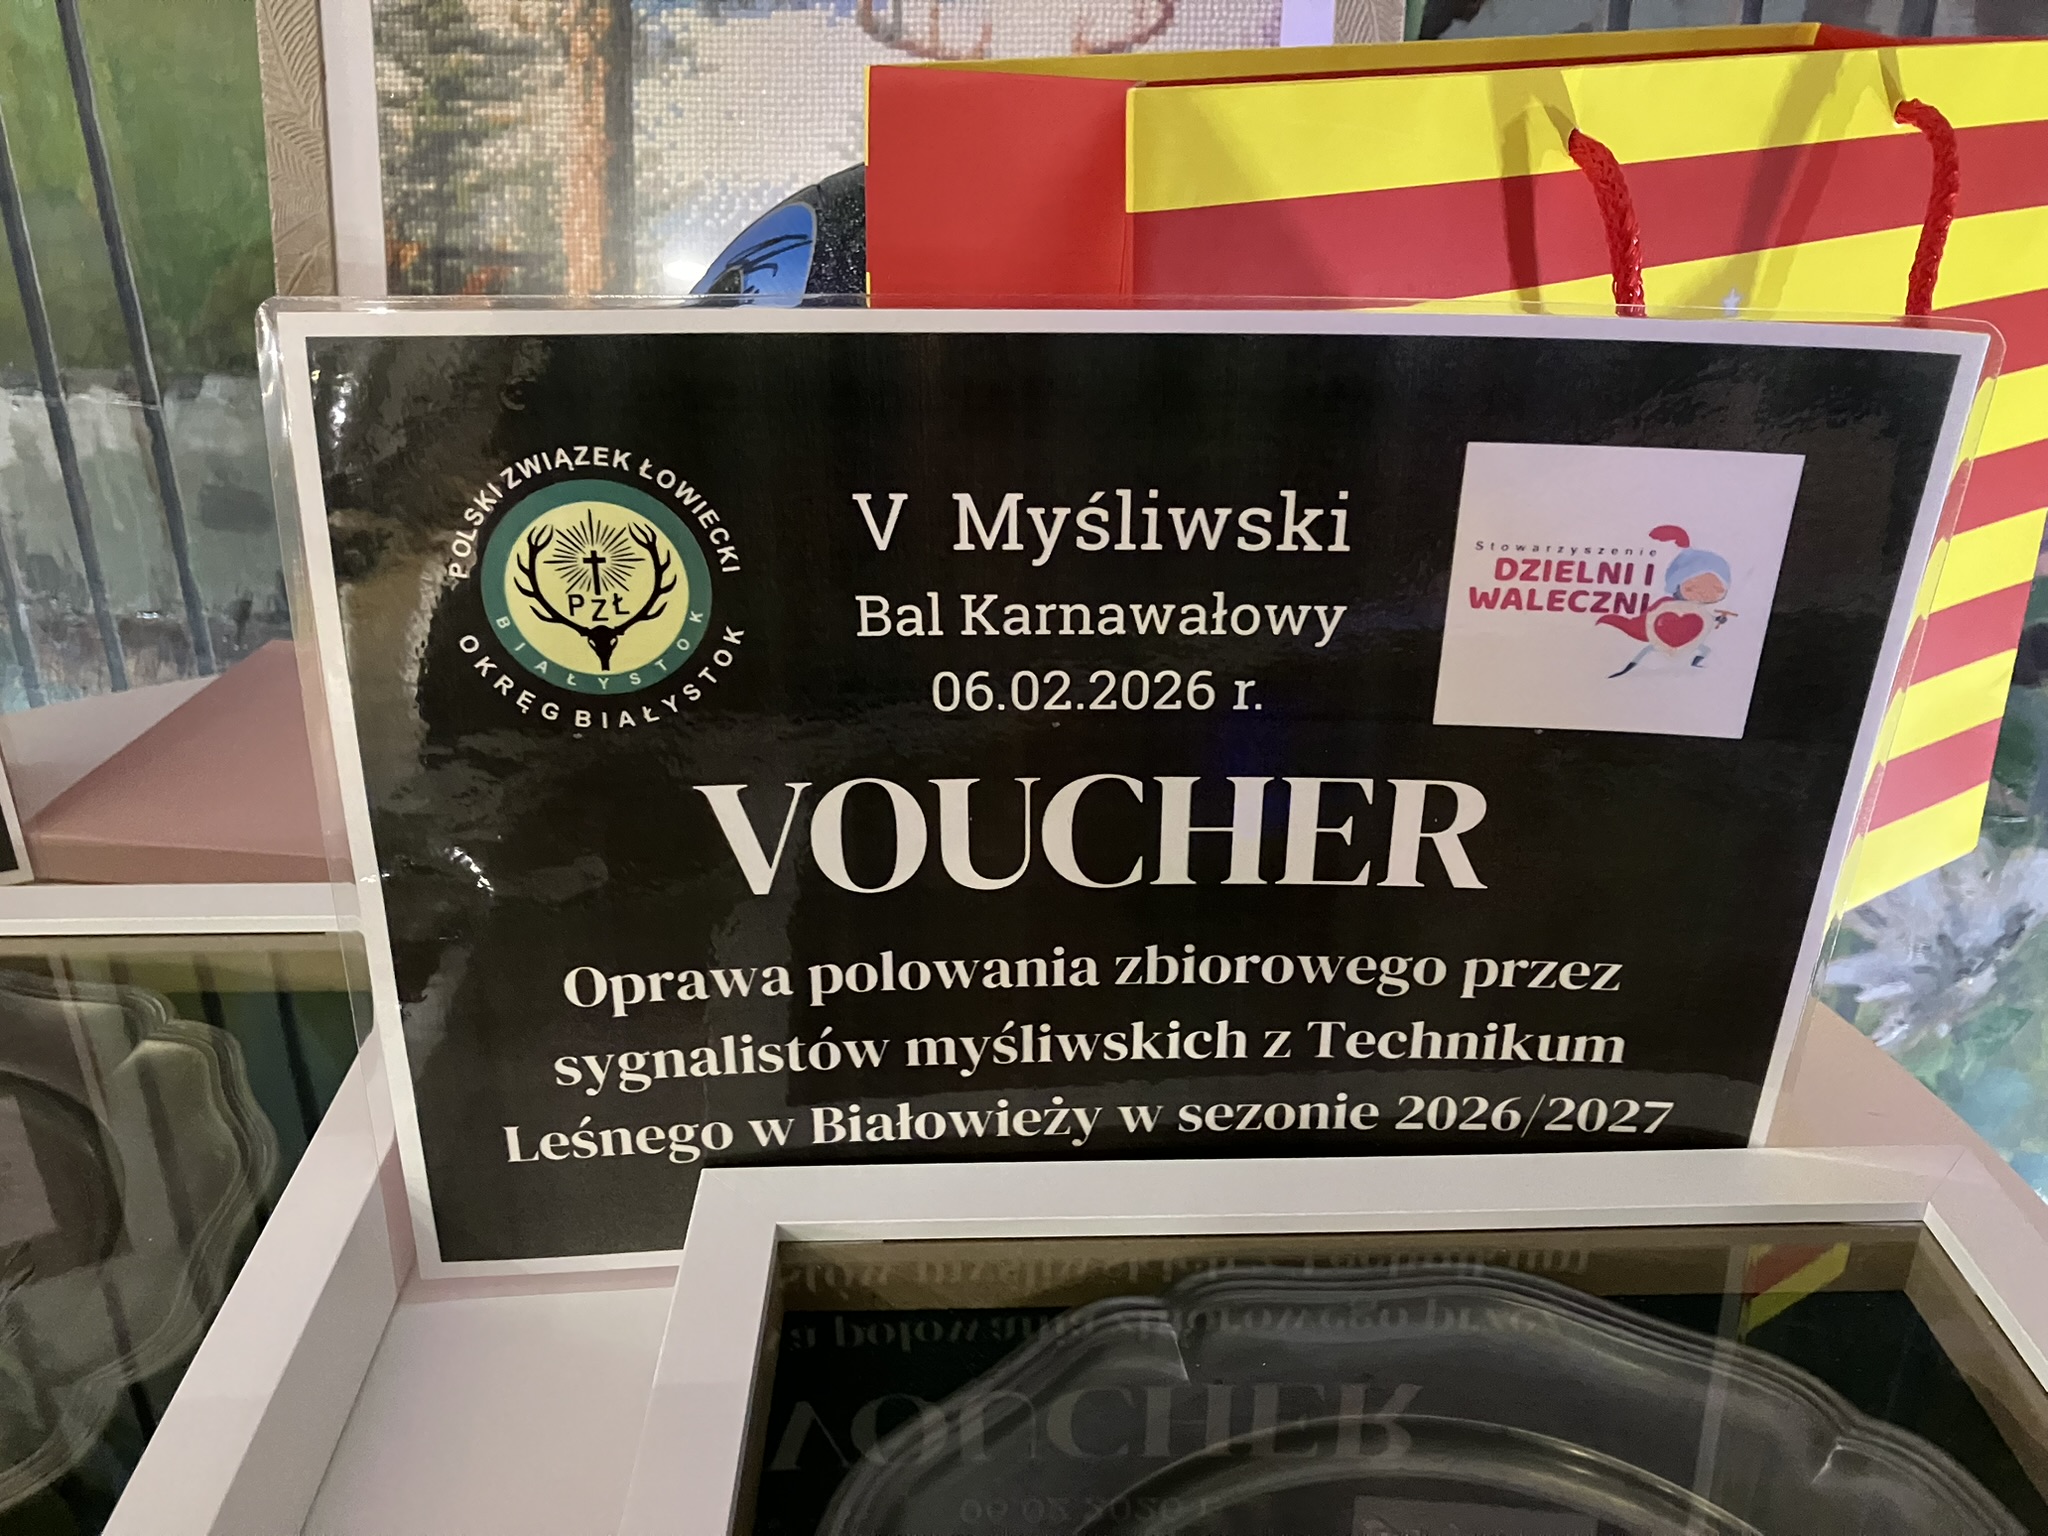 POLSKI ZWIĄZEK ŁOWIECKI
PZŁ
BIAŁYSTOK
OKRĘG BIAŁYSTOK
V Myśliwski
Bal Karnawałowy
06.02.2026 r.
Stowarzyszenie
DZIELNI I
WALECZNI
VOUCHER
Oprawa polowania zbiorowego przez
sygnalistów myśliwskich z Technikum
Leśnego w Białowieży w sezonie 2026/2027